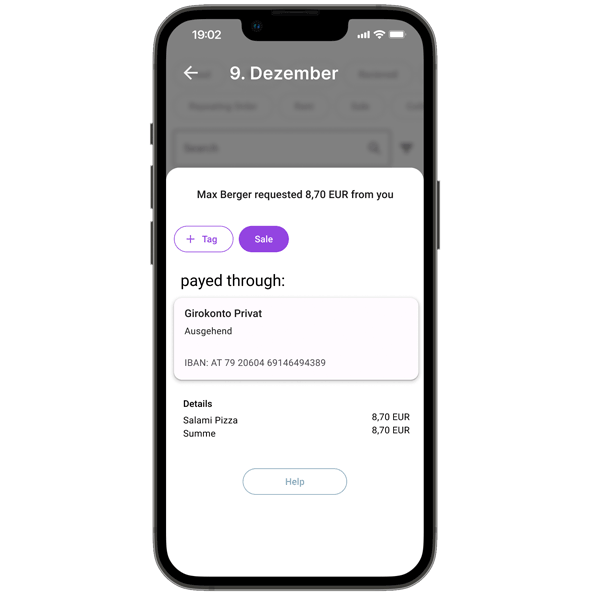 19:02
9. Dezember
Search
Max Berger requested 8,70 EUR from you
+ Tag
Sale
payed through:
Girokonto Privat
Ausgehend
IBAN: AT 79 20604 69146494389
Details
Salami Pizza 8,70 EUR
Summe 8,70 EUR
Help